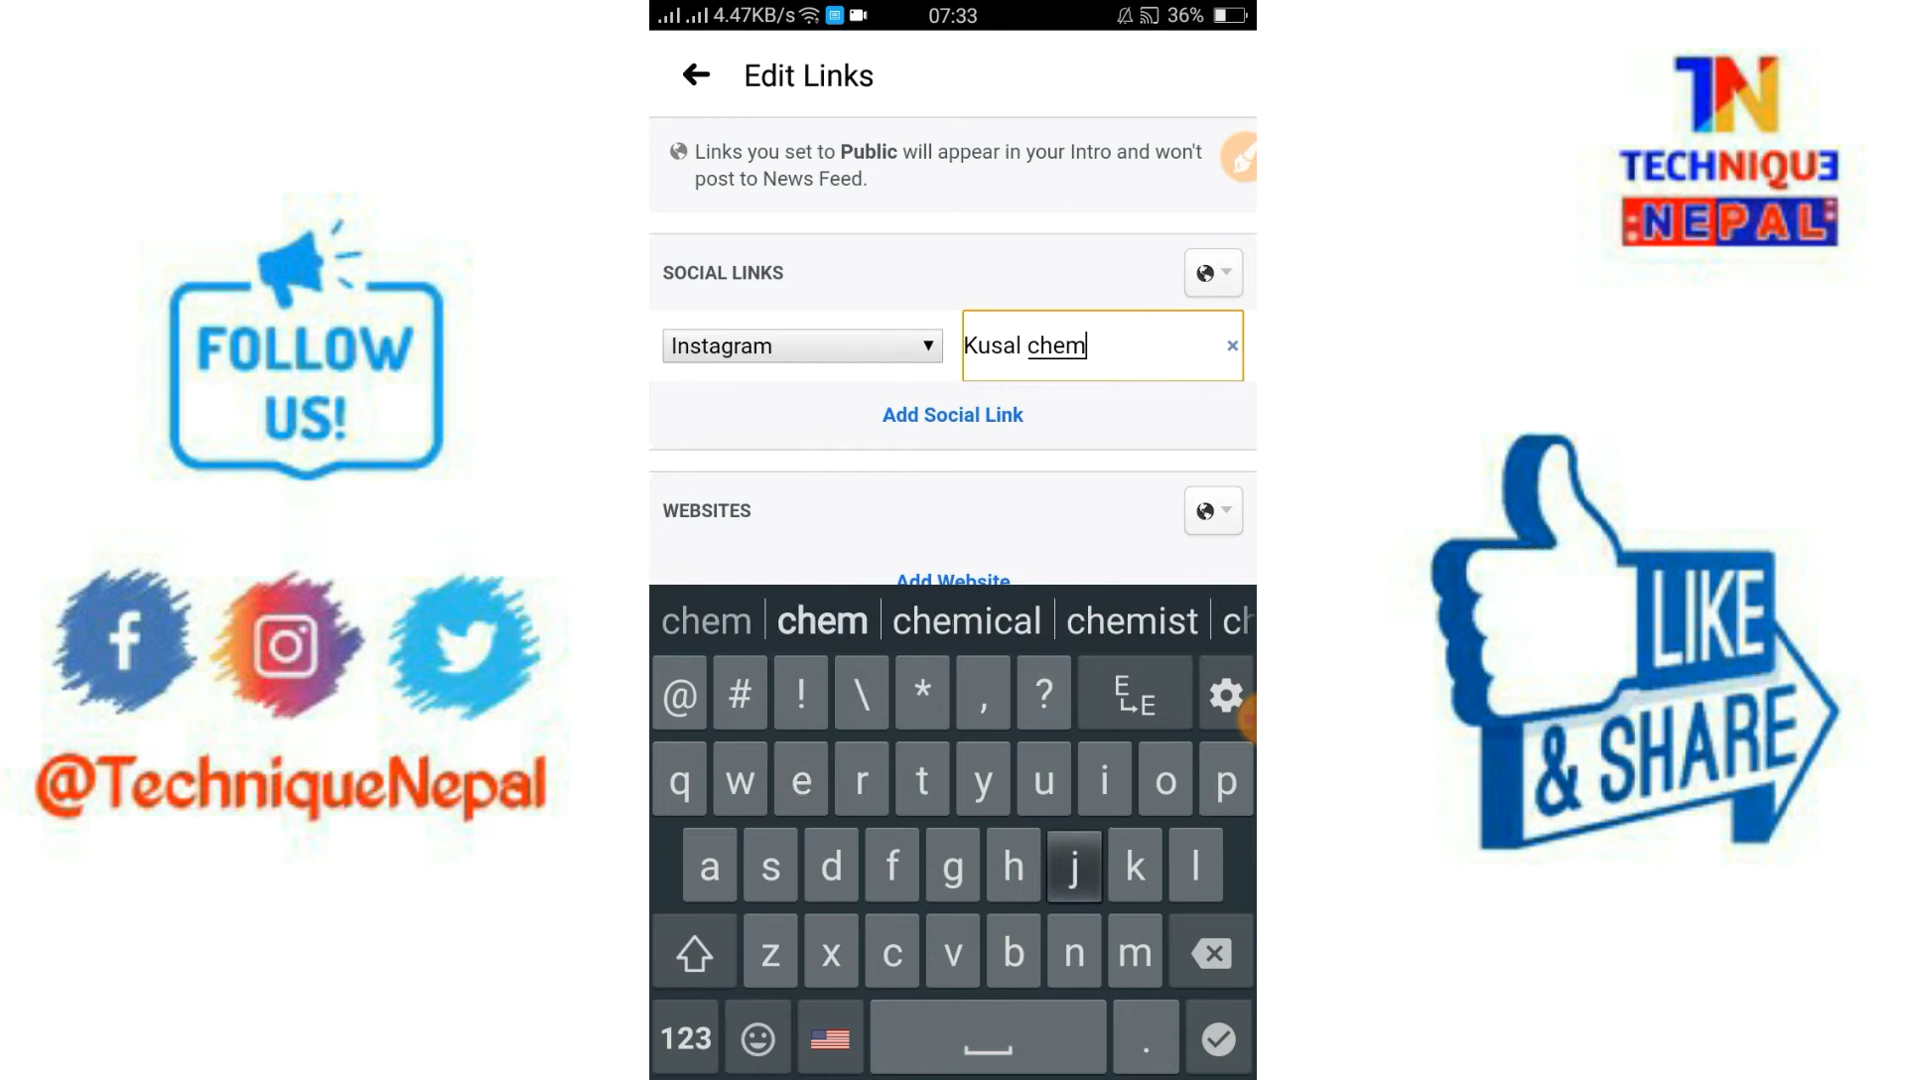 4.47KB/s 07:33 36%
Edit Links
Links you set to Public will appear in your Intro and won't
post to News Feed.
SOCIAL LINKS
Instagram
Kusal chem
Add Social Link
WEBSITES
Add Website
chem chem chemical chemist ch
@ # ! \ * , ? E E
q w e r t y u i o p
a s d f g h j k l
z x c v b n m
123 .
FOLLOW
US!
f
@TechniqueNepal
TN
TECHNIQUE
NEPAL
LIKE
& SHARE